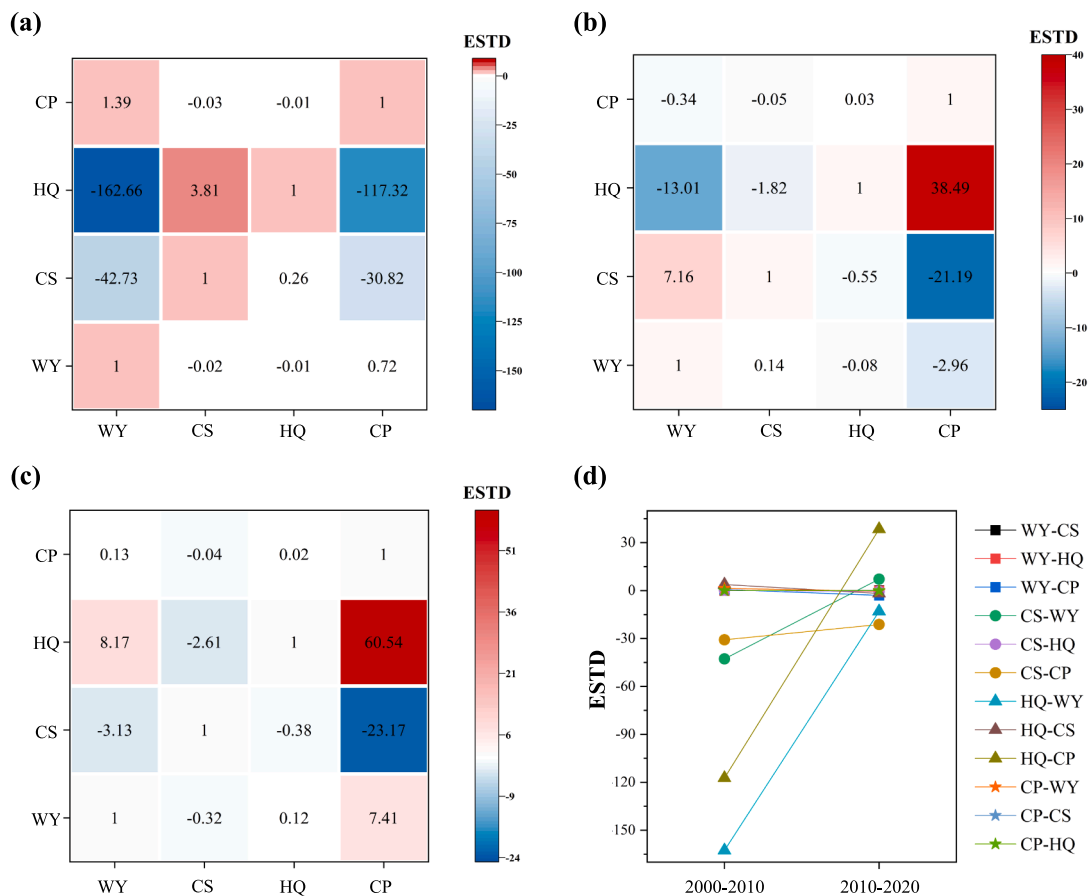 (a)
ESTD
CP
1.39
-0.03
-0.01
1
HQ
-162.66
3.81
1
-117.32
CS
-42.73
1
0.26
-30.82
WY
1
-0.02
-0.01
0.72
WY
CS
HQ
CP
0
-25
-50
-75
-100
-125
-150
(b)
ESTD
CP
-0.34
-0.05
0.03
1
HQ
-13.01
-1.82
1
38.49
CS
7.16
1
-0.55
-21.19
WY
1
0.14
-0.08
-2.96
WY
CS
HQ
CP
40
30
20
10
0
-10
-20
(c)
ESTD
CP
0.13
-0.04
0.02
1
HQ
8.17
-2.61
1
60.54
CS
-3.13
1
-0.38
-23.17
WY
1
-0.32
0.12
7.41
WY
CS
HQ
CP
51
36
21
6
-9
-24
(d)
ESTD
30
0
-30
-60
-90
-120
-150
2000-2010
2010-2020
WY-CS
WY-HQ
WY-CP
CS-WY
CS-HQ
CS-CP
HQ-WY
HQ-CS
HQ-CP
CP-WY
CP-CS
CP-HQ